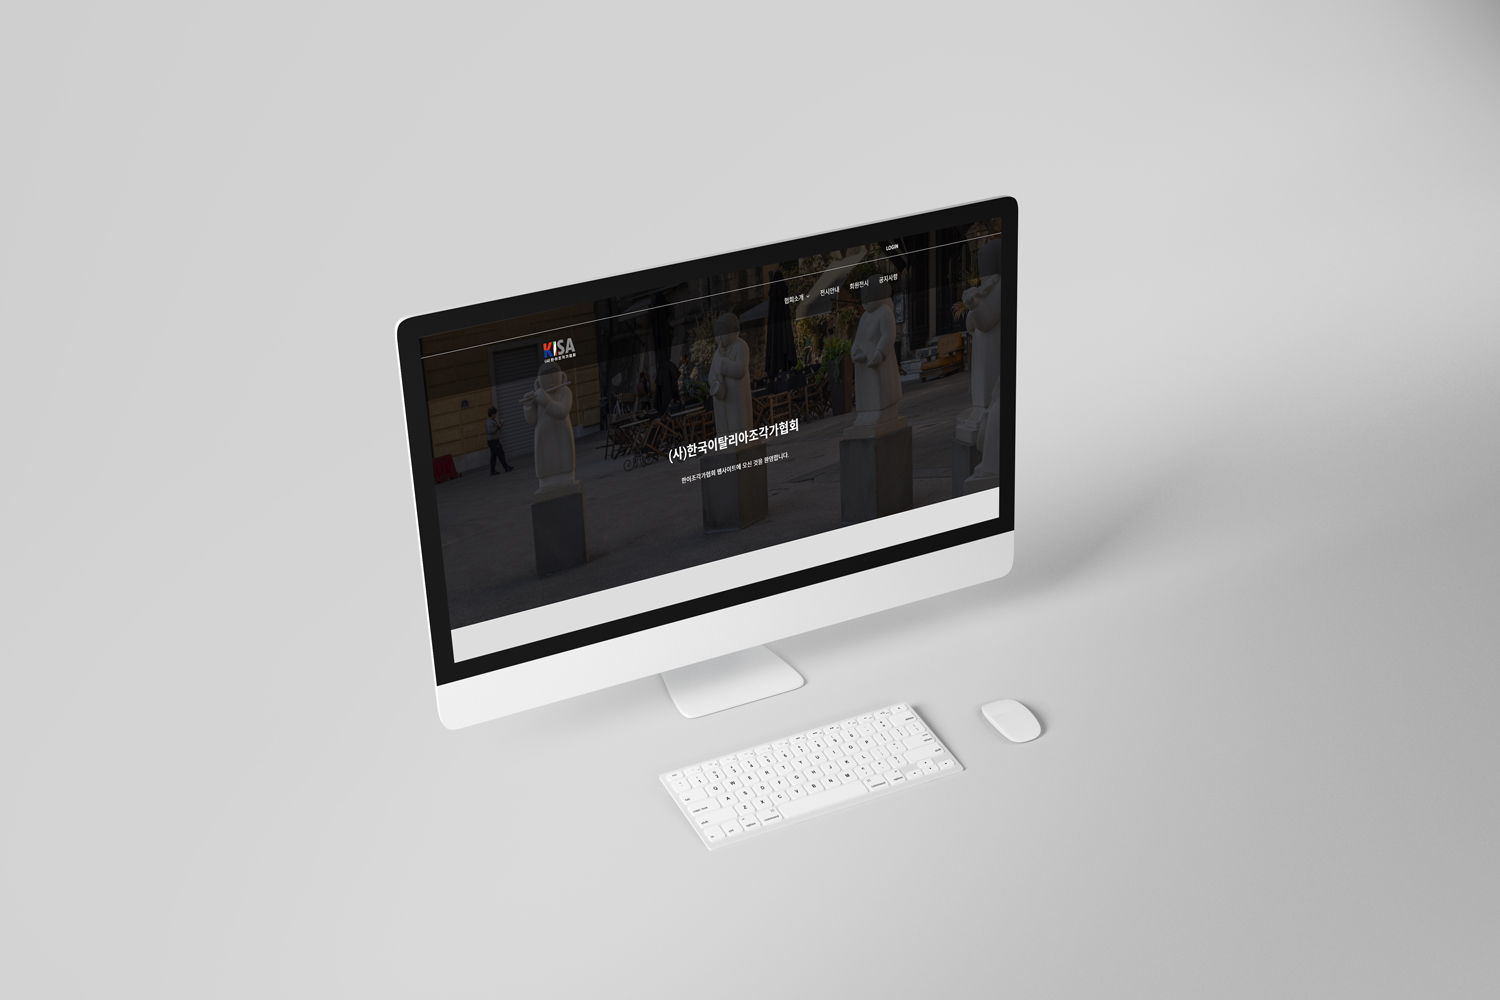 LOGIN
협회소개 전시안내 회원전시 공지사항
KISA
(사)한국이탈리아조각가협회
한이조각가협회 웹사이트에 오신 것을 환영합니다.
Q W E R T Y U I O P
A S D F G H J K L
Z X C V B N M